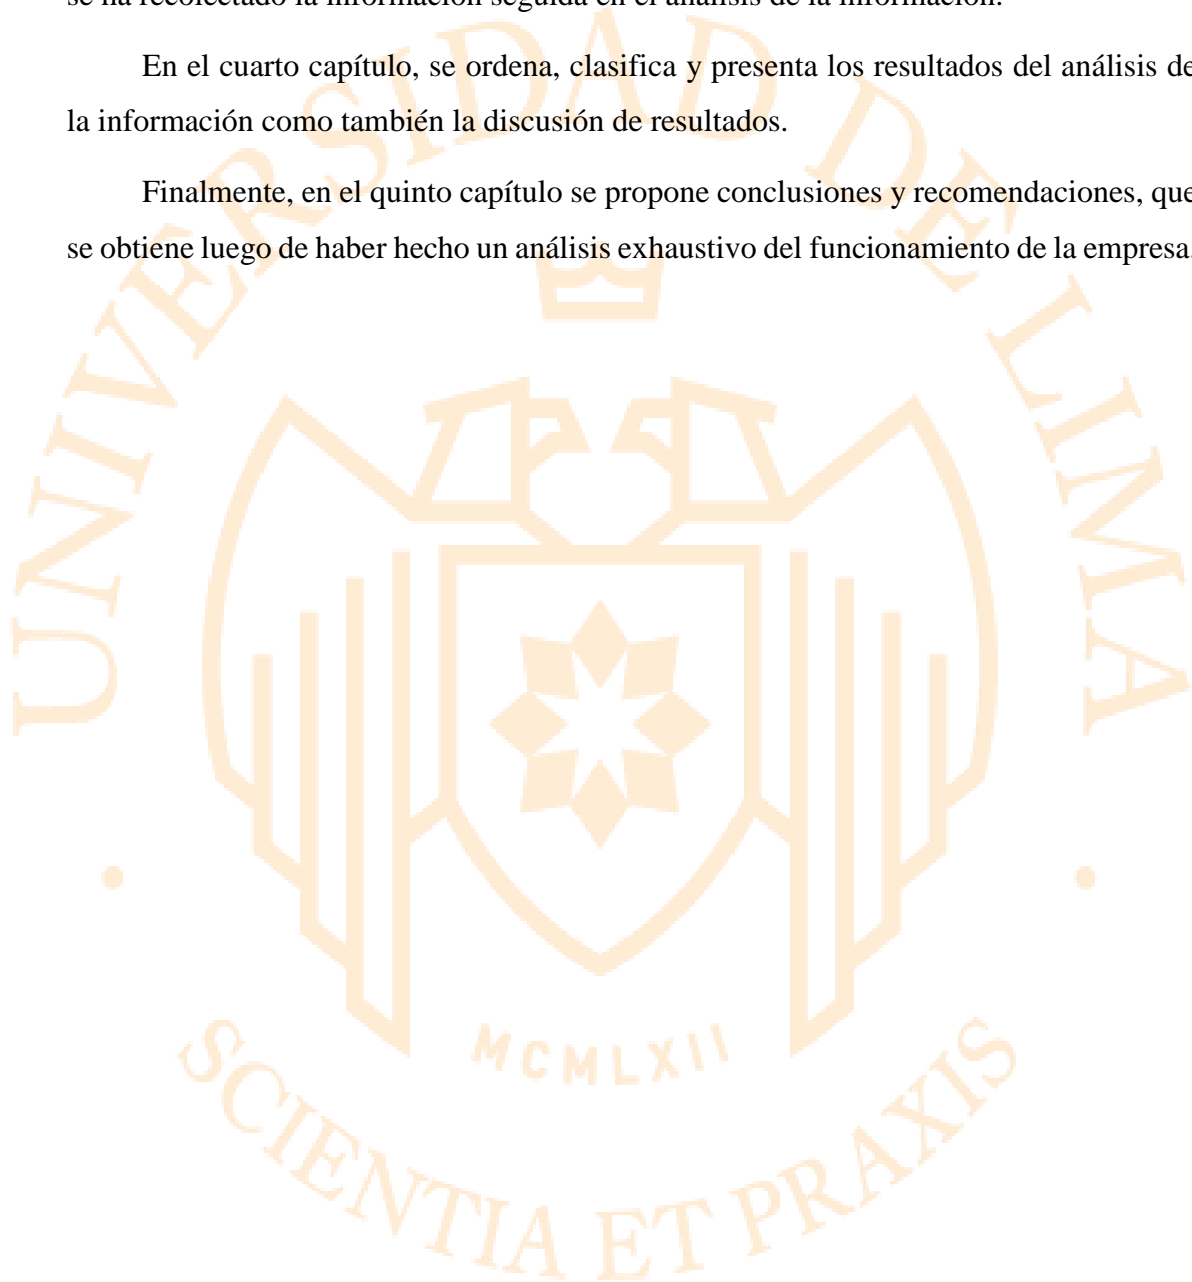 se ha recolectado la información seguida en el análisis de la información.
En el cuarto capítulo, se ordena, clasifica y presenta los resultados del análisis de
la información como también la discusión de resultados.
Finalmente, en el quinto capítulo se propone conclusiones y recomendaciones, que
se obtiene luego de haber hecho un análisis exhaustivo del funcionamiento de la empresa.
UNIVERSIDAD DE LIMA
MCMLXII
SCIENTIA ET PRAXIS